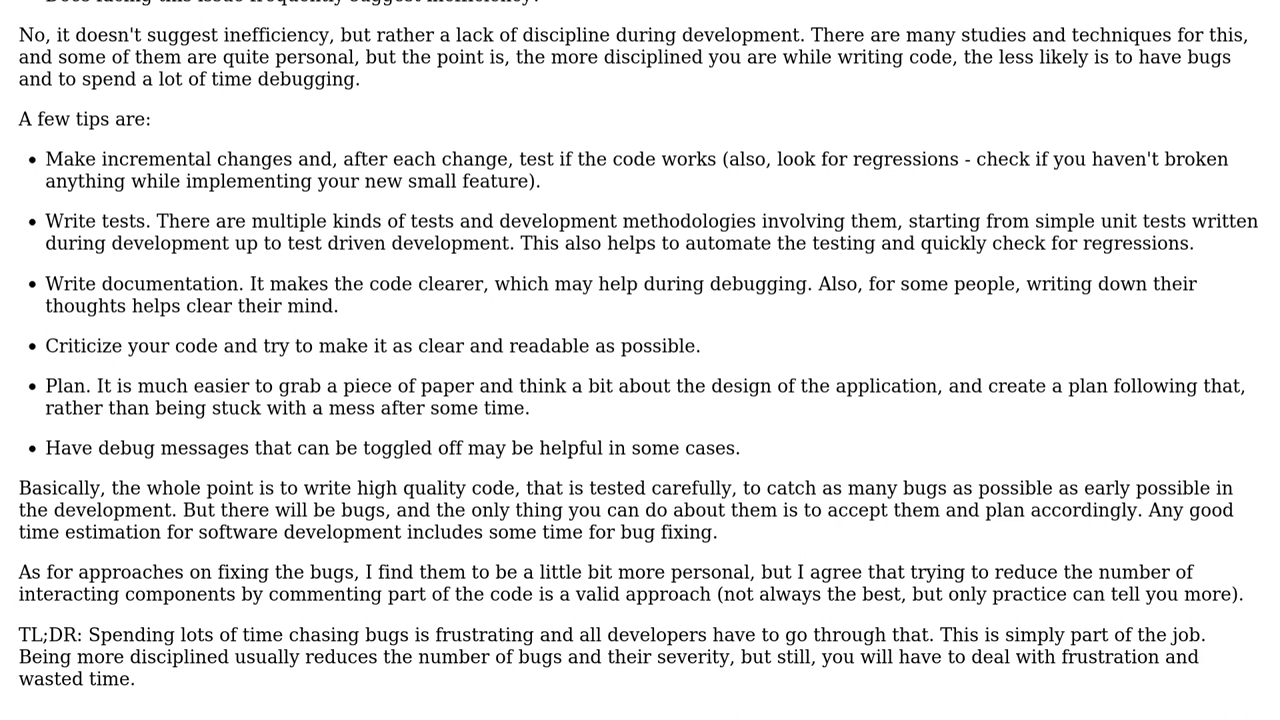 Does facing this issue frequently suggest inefficiency?
No, it doesn't suggest inefficiency, but rather a lack of discipline during development. There are many studies and techniques for this,
and some of them are quite personal, but the point is, the more disciplined you are while writing code, the less likely is to have bugs
and to spend a lot of time debugging.
A few tips are:
• Make incremental changes and, after each change, test if the code works (also, look for regressions - check if you haven't broken
anything while implementing your new small feature).
• Write tests. There are multiple kinds of tests and development methodologies involving them, starting from simple unit tests written
during development up to test driven development. This also helps to automate the testing and quickly check for regressions.
• Write documentation. It makes the code clearer, which may help during debugging. Also, for some people, writing down their
thoughts helps clear their mind.
• Criticize your code and try to make it as clear and readable as possible.
• Plan. It is much easier to grab a piece of paper and think a bit about the design of the application, and create a plan following that,
rather than being stuck with a mess after some time.
• Have debug messages that can be toggled off may be helpful in some cases.
Basically, the whole point is to write high quality code, that is tested carefully, to catch as many bugs as possible as early possible in
the development. But there will be bugs, and the only thing you can do about them is to accept them and plan accordingly. Any good
time estimation for software development includes some time for bug fixing.
As for approaches on fixing the bugs, I find them to be a little bit more personal, but I agree that trying to reduce the number of
interacting components by commenting part of the code is a valid approach (not always the best, but only practice can tell you more).
TL;DR: Spending lots of time chasing bugs is frustrating and all developers have to go through that. This is simply part of the job.
Being more disciplined usually reduces the number of bugs and their severity, but still, you will have to deal with frustration and
wasted time.